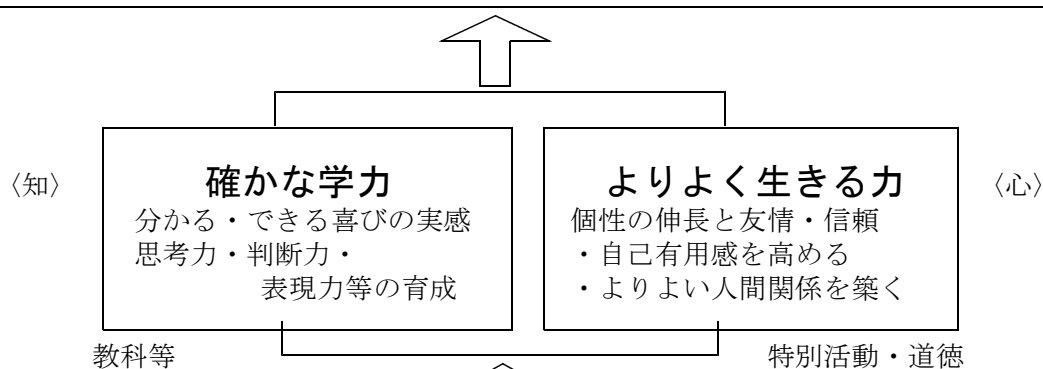 〈知〉
確かな学力
分かる・できる喜びの実感
思考力・判断力・
表現力等の育成
教科等
よりよく生きる力
個性の伸長と友情・信頼
・自己有用感を高める
・よりよい人間関係を築く
〈心〉
特別活動・道徳